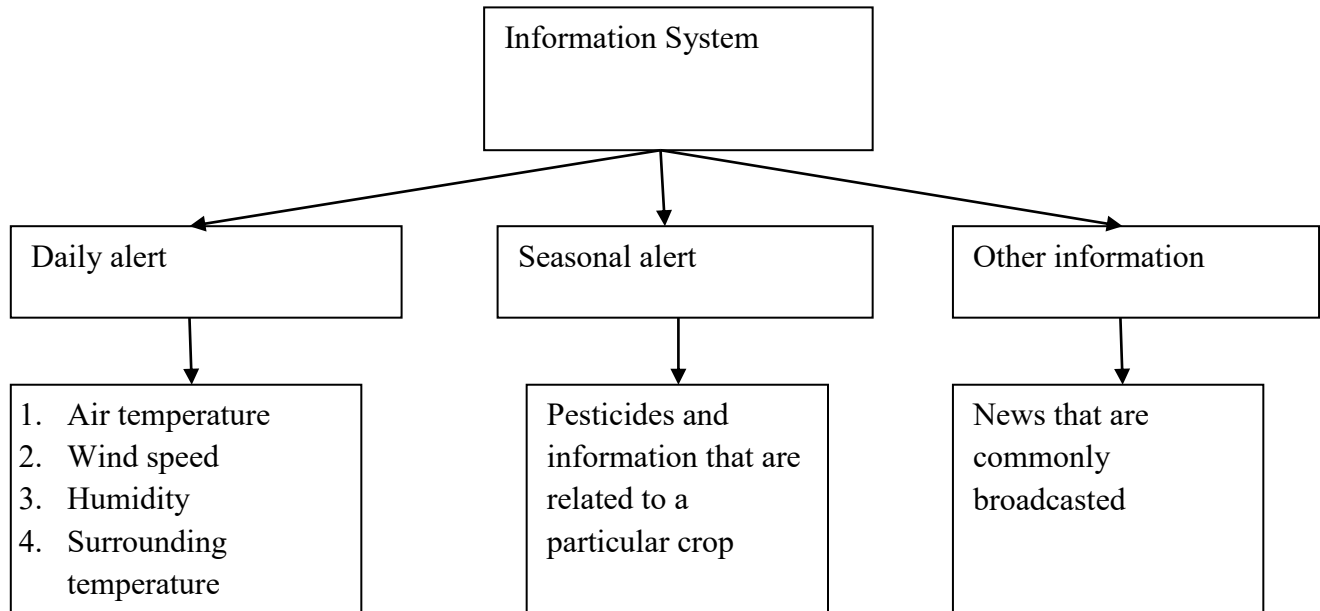 Information System
Daily alert
Seasonal alert
Other information
1. Air temperature
2. Wind speed
3. Humidity
4. Surrounding
temperature
Pesticides and
information that are
related to a
particular crop
News that are
commonly
broadcasted